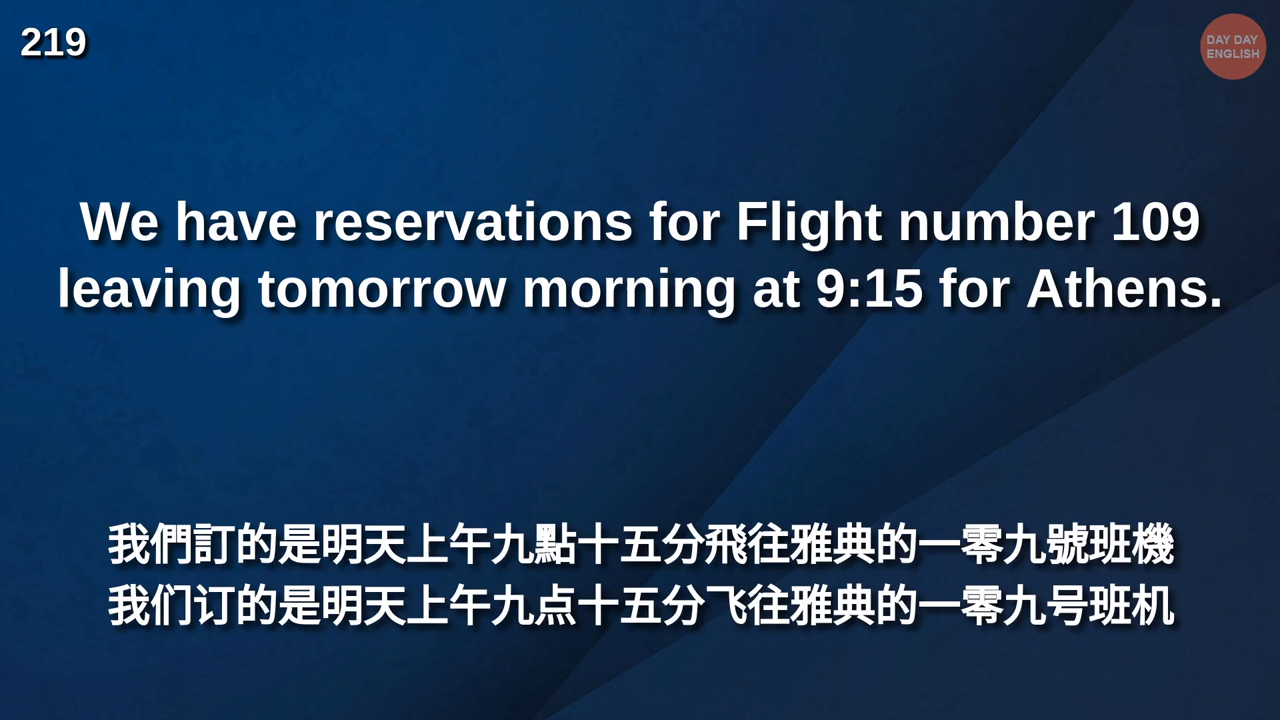 219
DAY DAY
ENGLISH
We have reservations for Flight number 109
leaving tomorrow morning at 9:15 for Athens.
我們訂的是明天上午九點十五分飛往雅典的一零九號班機
我们订的是明天上午九点十五分飞往雅典的一零九号班机